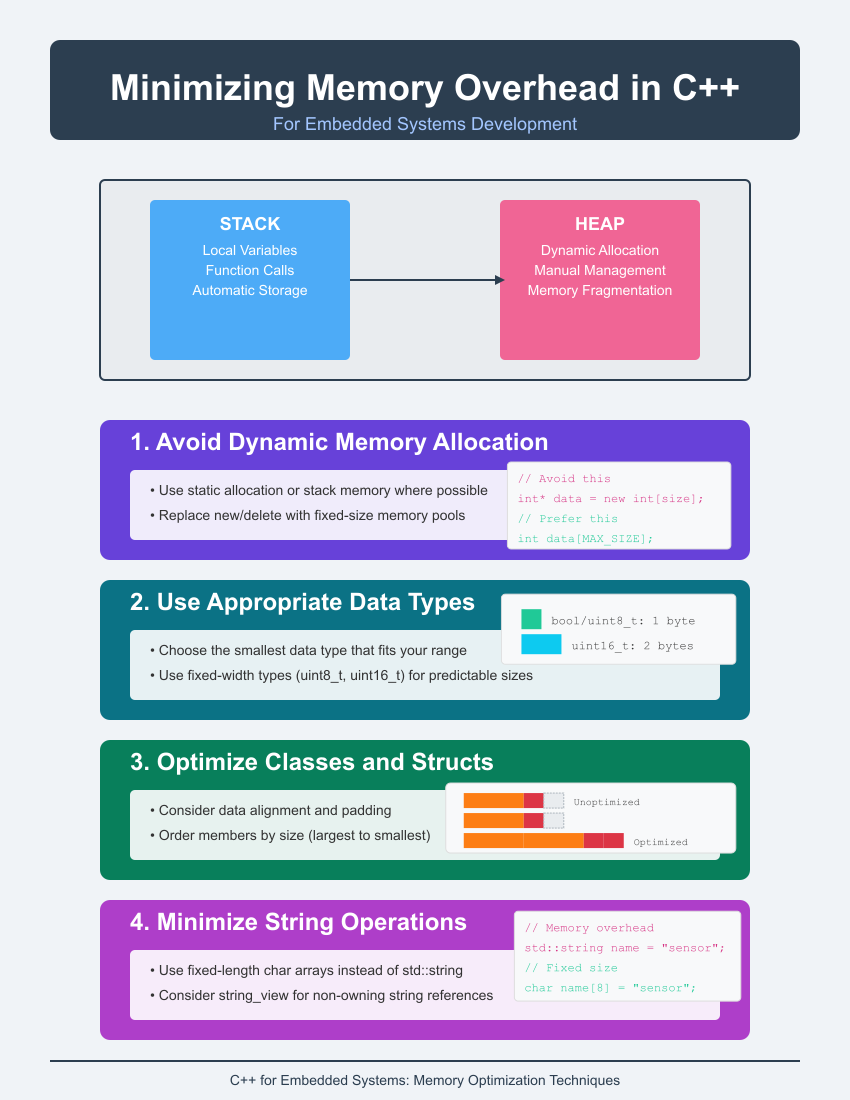 Minimizing Memory Overhead in C++
For Embedded Systems Development
STACK
Local Variables
Function Calls
Automatic Storage
HEAP
Dynamic Allocation
Manual Management
Memory Fragmentation
1. Avoid Dynamic Memory Allocation
• Use static allocation or stack memory where possible
• Replace new/delete with fixed-size memory pools
// Avoid this
int* data = new int[size];
// Prefer this
int data[MAX_SIZE];
2. Use Appropriate Data Types
• Choose the smallest data type that fits your range
• Use fixed-width types (uint8_t, uint16_t) for predictable sizes
bool/uint8_t: 1 byte
uint16_t: 2 bytes
3. Optimize Classes and Structs
• Consider data alignment and padding
• Order members by size (largest to smallest)
Unoptimized
Optimized
4. Minimize String Operations
• Use fixed-length char arrays instead of std::string
• Consider string_view for non-owning string references
// Memory overhead
std::string name = "sensor";
// Fixed size
char name[8] = "sensor";
C++ for Embedded Systems: Memory Optimization Techniques